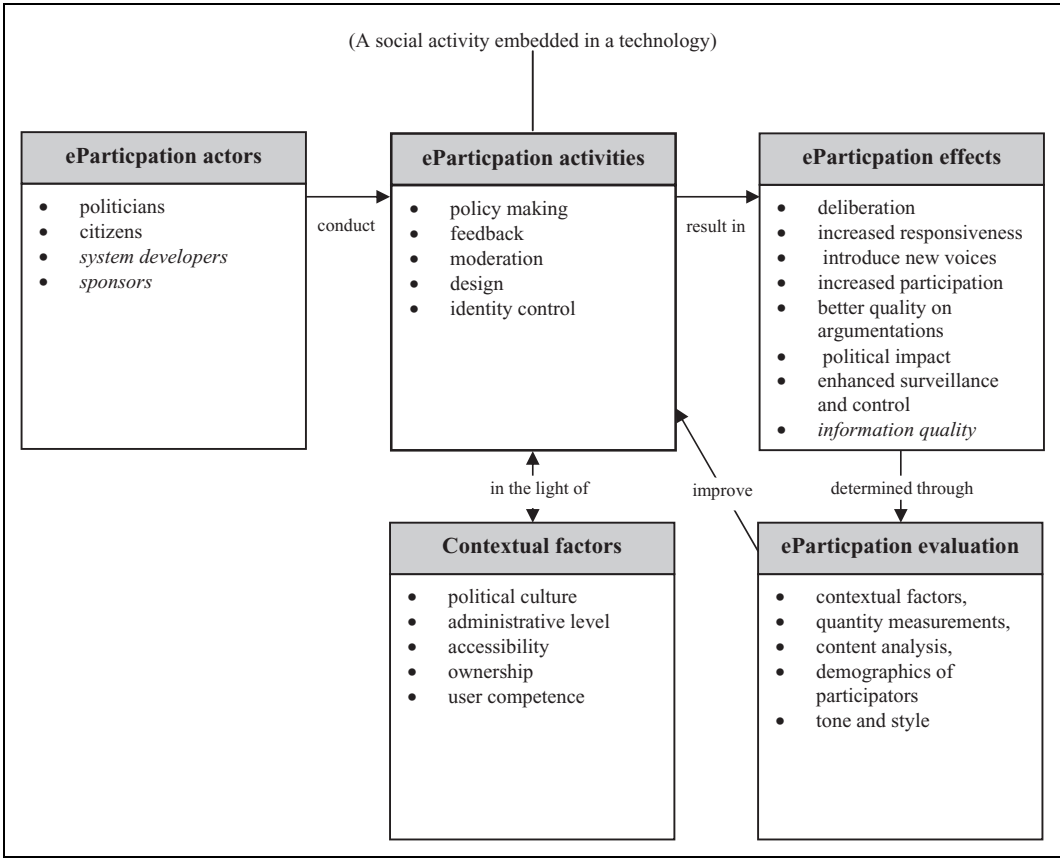 (A social activity embedded in a technology)
eParticpation actors
• politicians
• citizens
• system developers
• sponsors
conduct
eParticpation activities
• policy making
• feedback
• moderation
• design
• identity control
result in
eParticpation effects
• deliberation
• increased responsiveness
• introduce new voices
• increased participation
• better quality on
argumentations
• political impact
• enhanced surveillance
and control
• information quality
in the light of
improve
determined through
Contextual factors
• political culture
• administrative level
• accessibility
• ownership
• user competence
eParticpation evaluation
• contextual factors,
• quantity measurements,
• content analysis,
• demographics of
participators
• tone and style